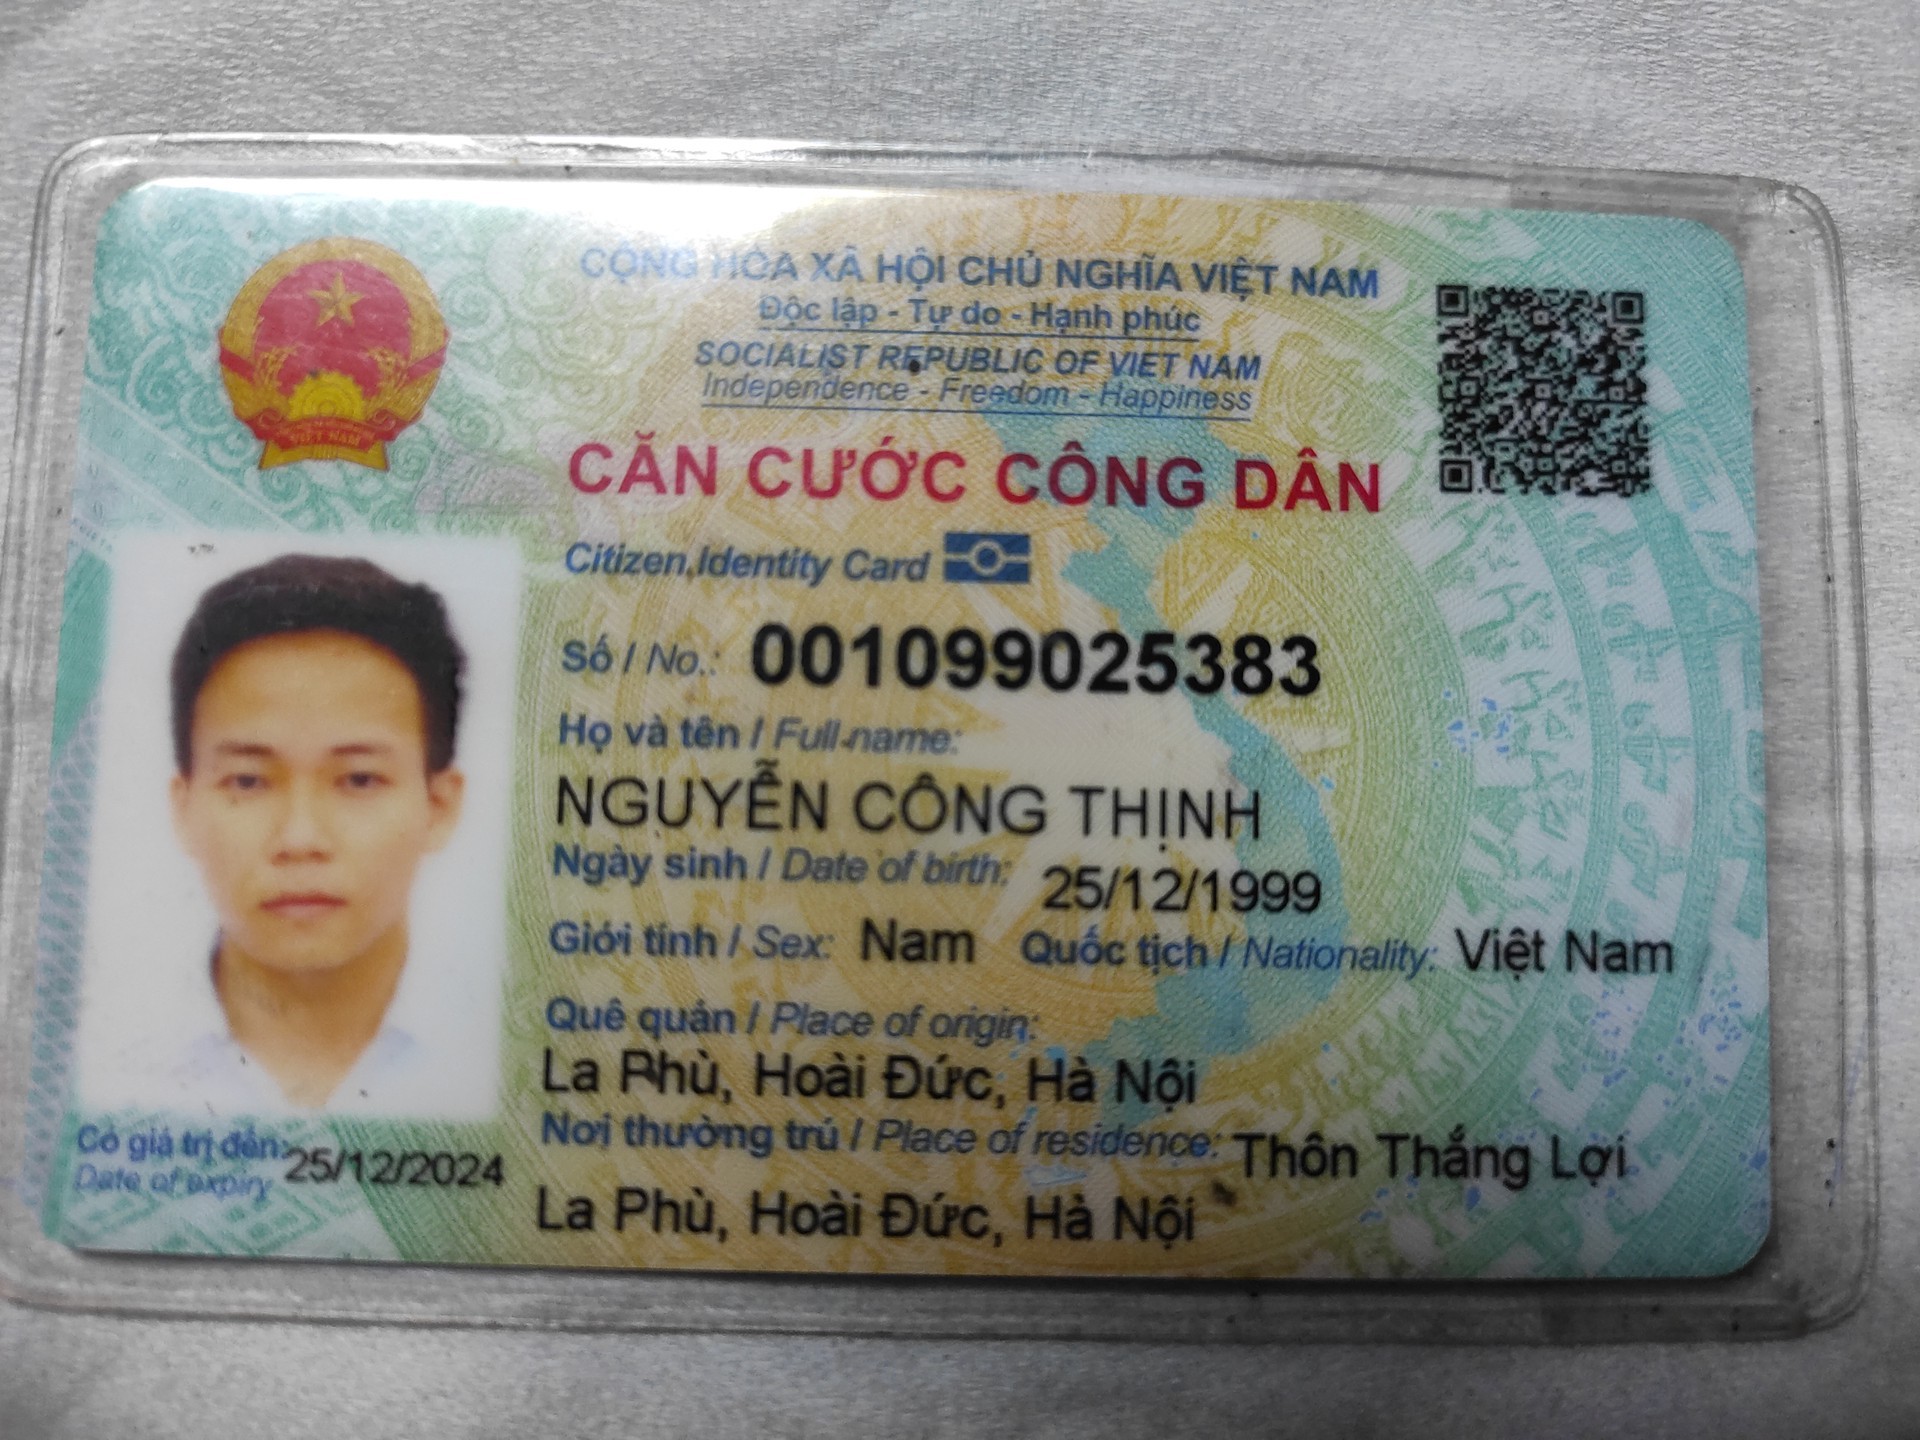 CỘNG HÒA XÃ HỘI CHỦ NGHĨA VIỆT NAM
Độc lập - Tự do - Hạnh phúc
SOCIALIST REPUBLIC OF VIET NAM
Independence - Freedom - Happiness
VIỆT NAM
CĂN CƯỚC CÔNG DÂN
Citizen Identity Card
Số / No.: 001099025383
Họ và tên / Full name:
NGUYỄN CÔNG THỊNH
Ngày sinh / Date of birth: 25/12/1999
Giới tính / Sex: Nam Quốc tịch / Nationality: Việt Nam
Quê quán / Place of origin:
La Phù, Hoài Đức, Hà Nội
Nơi thường trú / Place of residence: Thôn Thắng Lợi
La Phù, Hoài Đức, Hà Nội
Có giá trị đến: 25/12/2024
Date of expiry